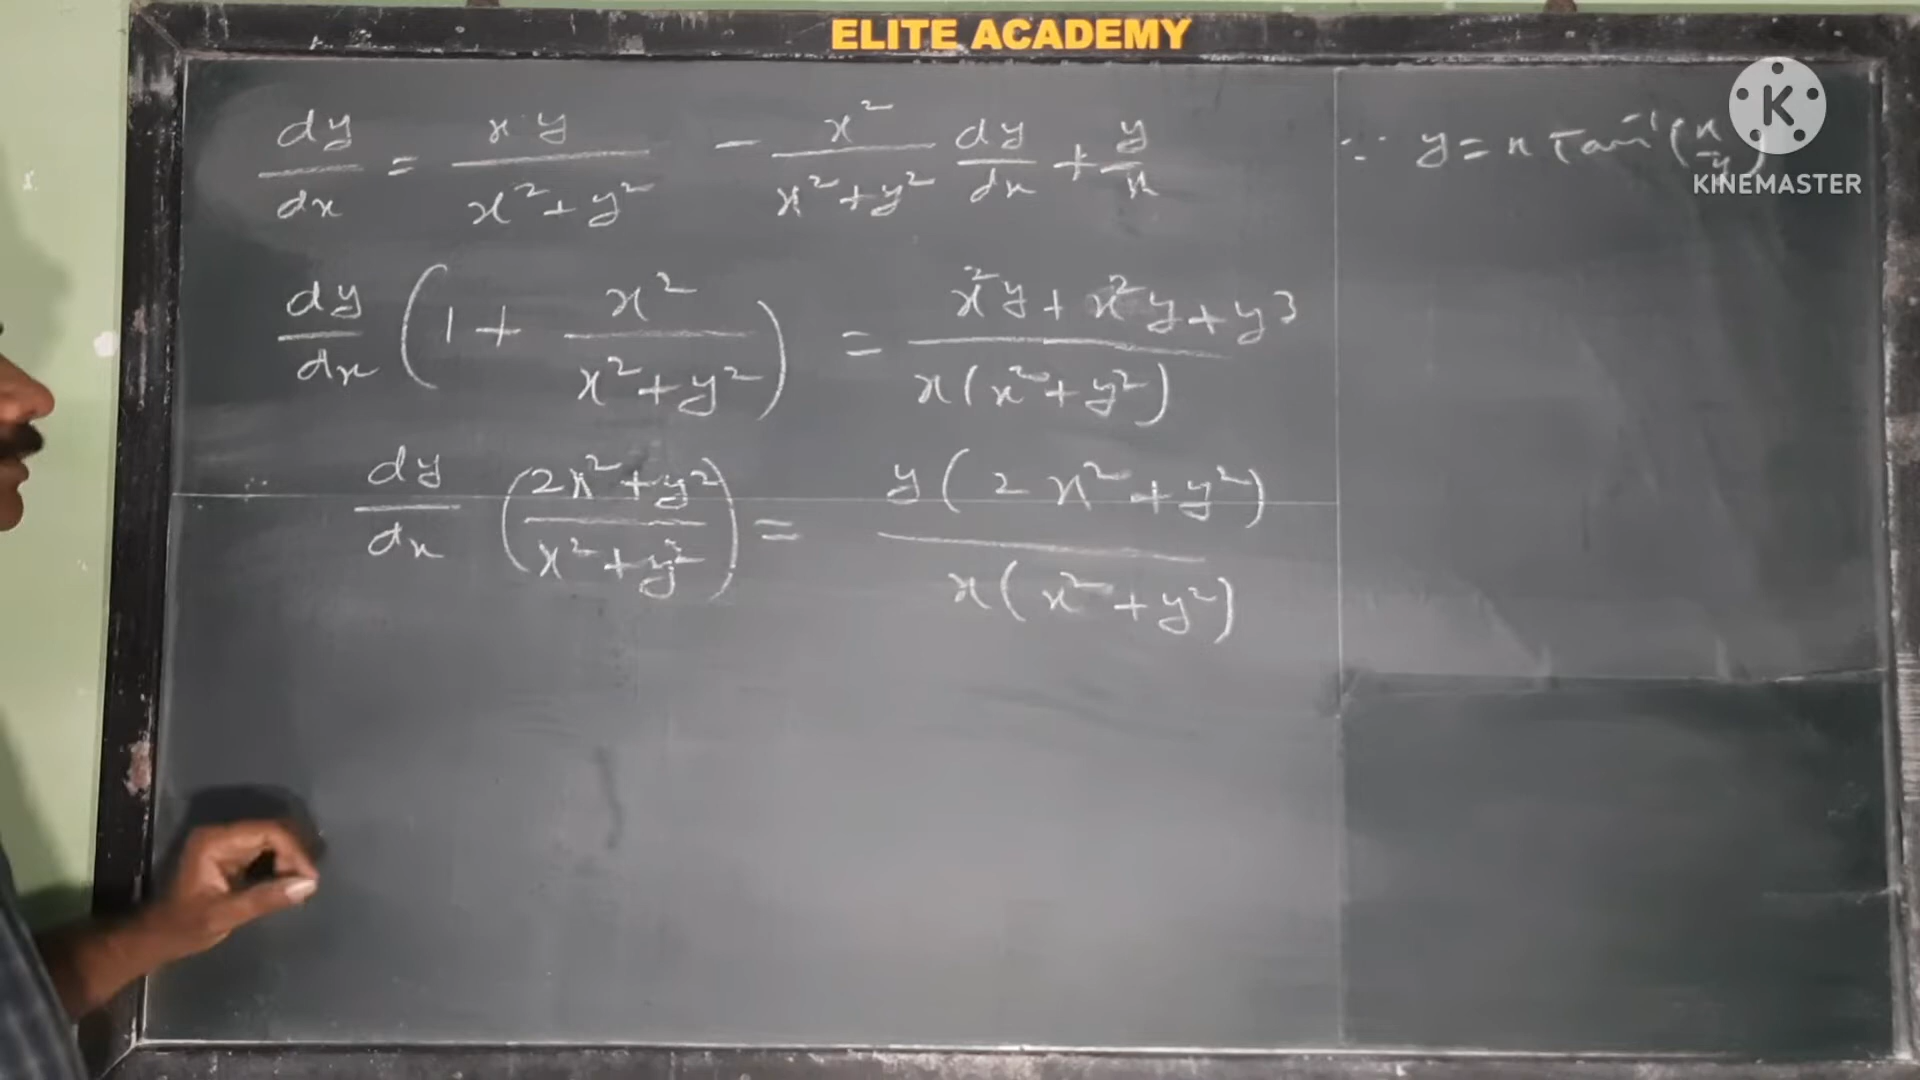 ELITE ACADEMY
dy/dx = xy/(x²+y²) - x²/(x²+y²) dy/dx + y/x
∵ y = x Tan⁻¹(x/y)
KINEMASTER
dy/dx (1 + x²/(x²+y²)) = (x²y + x²y + y3)/(x(x²+y²))
dy/dx ((2x²+y²)/(x²+y²)) = y(2x²+y²)/(x(x²+y²))